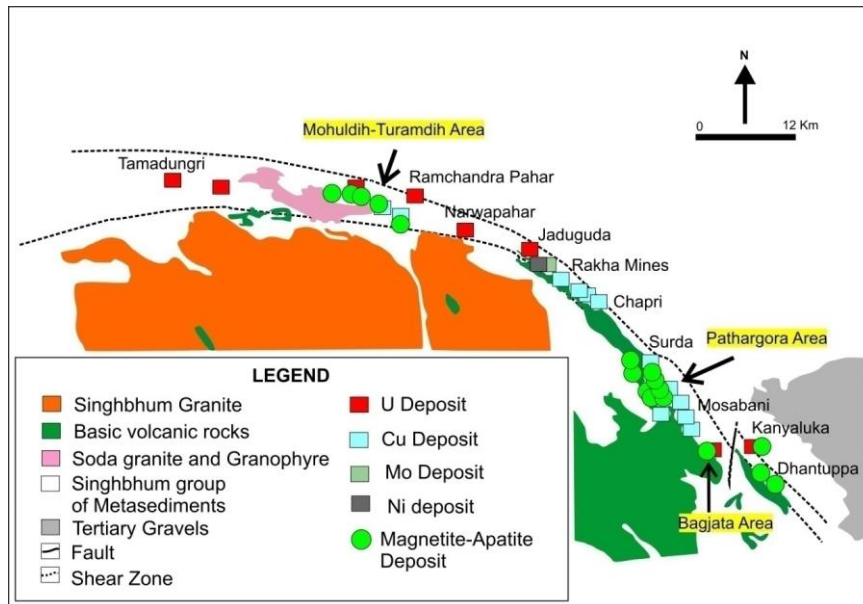 N
0 12 Km
Mohuldih-Turamdih Area
Tamadungri
Ramchandra Pahar
Narwapahar
Jaduguda
Rakha Mines
Chapri
Surda
Pathargora Area
Mosabani
Kanyaluka
Dhantuppa
Bagjata Area
LEGEND
Singhbhum Granite
Basic volcanic rocks
Soda granite and Granophyre
Singhbhum group
of Metasediments
Tertiary Gravels
Fault
Shear Zone
U Deposit
Cu Deposit
Mo Deposit
Ni deposit
Magnetite-Apatite
Deposit